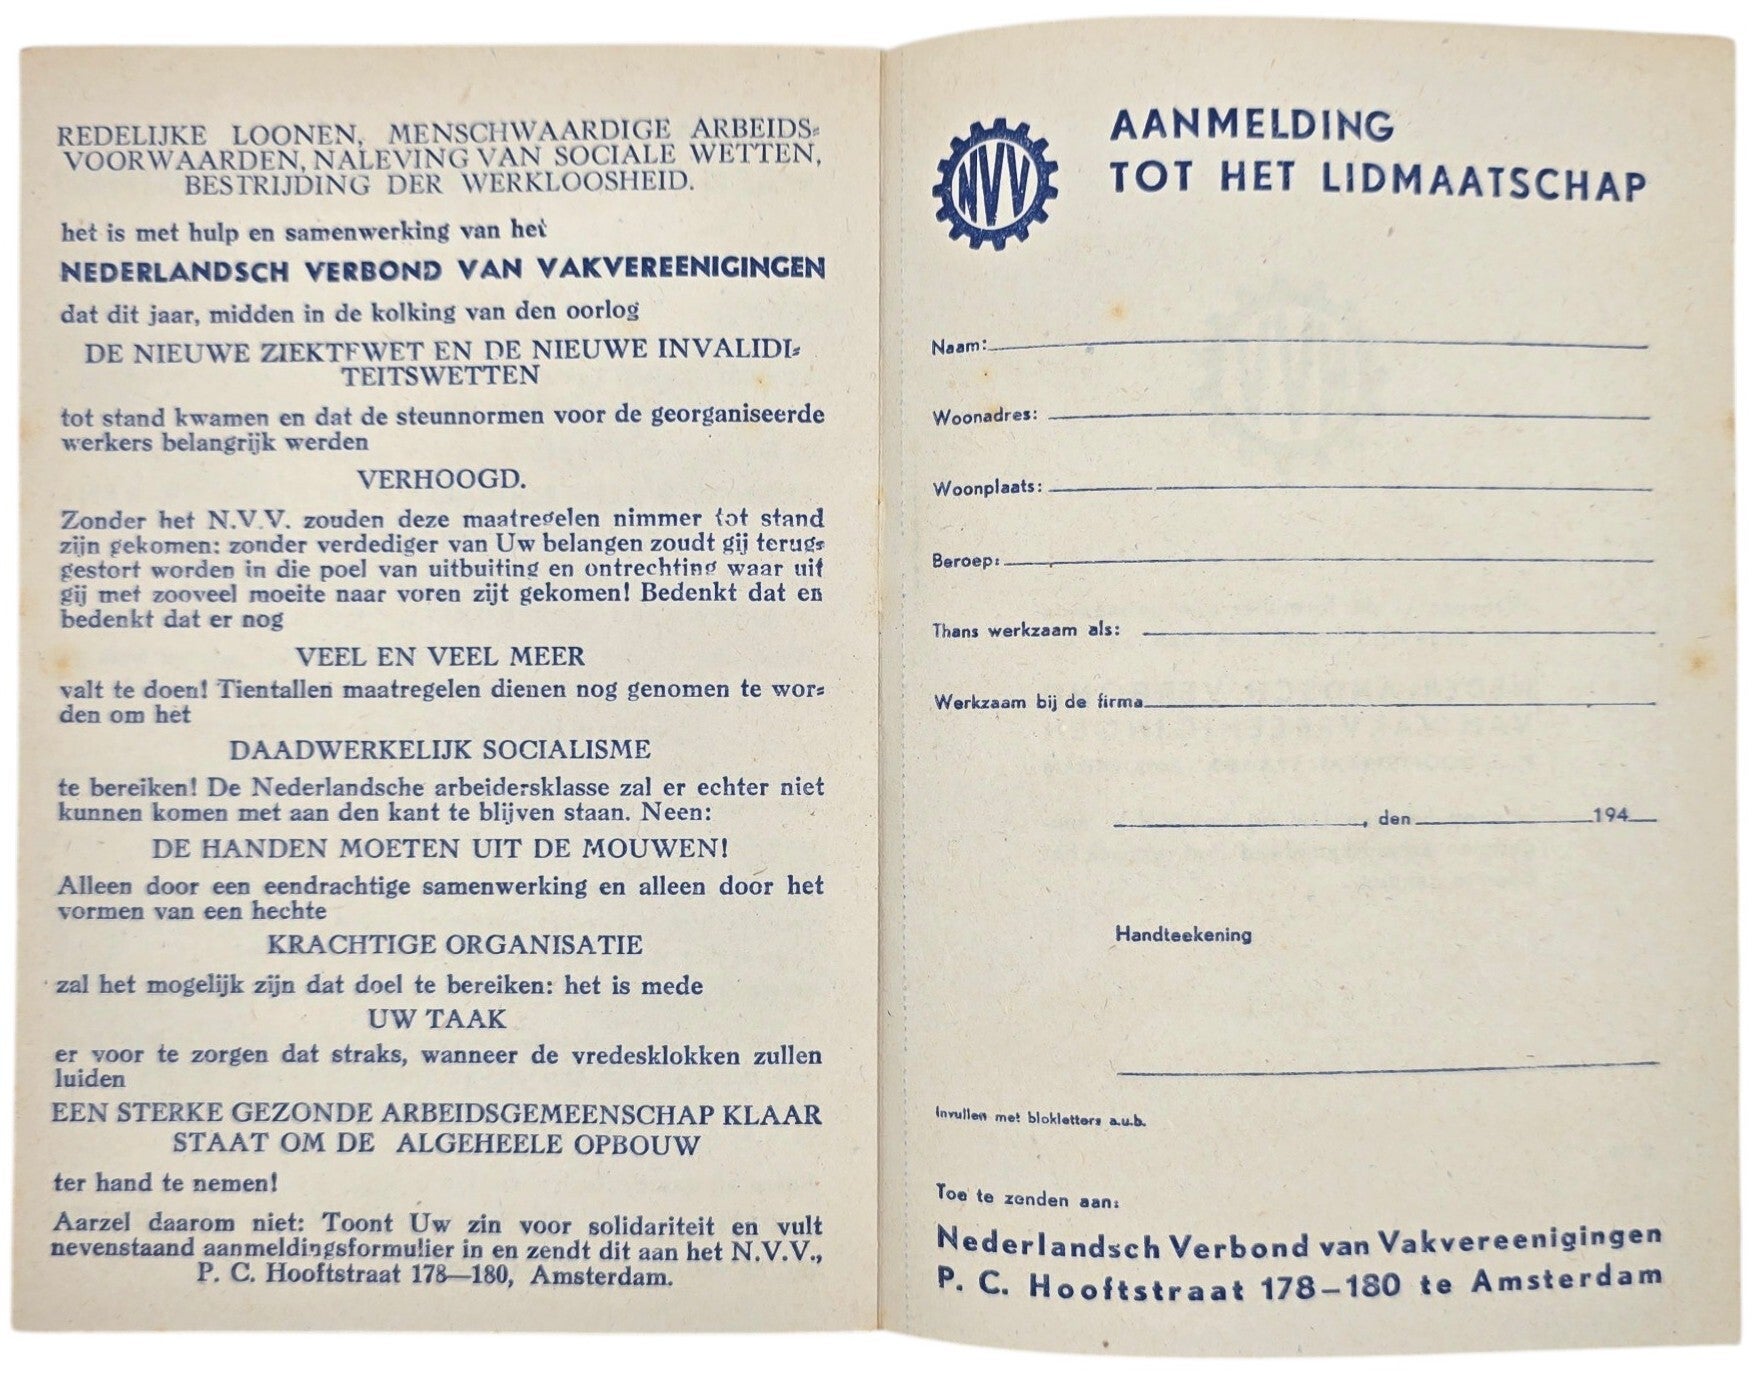 REDELIJKE LOONEN, MENSCHWAARDIGE ARBEIDS-
VOORWAARDEN, NALEVING VAN SOCIALE WETTEN,
BESTRIJDING DER WERKLOOSHEID.
het is met hulp en samenwerking van het
NEDERLANDSCH VERBOND VAN VAKVEREENIGINGEN
dat dit jaar, midden in de kolking van den oorlog
DE NIEUWE ZIEKTEWET EN DE NIEUWE INVALIDI-
TEITSWETTEN
tot stand kwamen en dat de steunnormen voor de georganiseerde
werkers belangrijk werden
VERHOOGD.
Zonder het N.V.V. zouden deze maatregelen nimmer tot stand
zijn gekomen: zonder verdediger van Uw belangen zoudt gij terug-
gestort worden in die poel van uitbuiting en ontrechting waar uit
gij met zooveel moeite naar voren zijt gekomen! Bedenkt dat en
bedenkt dat er nog
VEEL EN VEEL MEER
valt te doen! Tientallen maatregelen dienen nog genomen te wor-
den om het
DAADWERKELIJK SOCIALISME
te bereiken! De Nederlandsche arbeidersklasse zal er echter niet
kunnen komen met aan den kant te blijven staan. Neen:
DE HANDEN MOETEN UIT DE MOUWEN!
Alleen door een eendrachtige samenwerking en alleen door het
vormen van een hechte
KRACHTIGE ORGANISATIE
zal het mogelijk zijn dat doel te bereiken: het is mede
UW TAAK
er voor te zorgen dat straks, wanneer de vredesklokken zullen
luiden
EEN STERKE GEZONDE ARBEIDSGEMEENSCHAP KLAAR
STAAT OM DE ALGEHEELE OPBOUW
ter hand te nemen!
Aarzel daarom niet: Toont Uw zin voor solidariteit en vult
nevenstaand aanmeldingsformulier in en zendt dit aan het N.V.V.,
P. C. Hooftstraat 178—180, Amsterdam.
NVV
AANMELDING
TOT HET LIDMAATSCHAP
Naam:
Woonadres:
Woonplaats:
Beroep:
Thans werkzaam als:
Werkzaam bij de firma
, den 194
Handteekening
Invullen met blokletters a.u.b.
Toe te zenden aan:
Nederlandsch Verbond van Vakvereenigingen
P. C. Hooftstraat 178-180 te Amsterdam